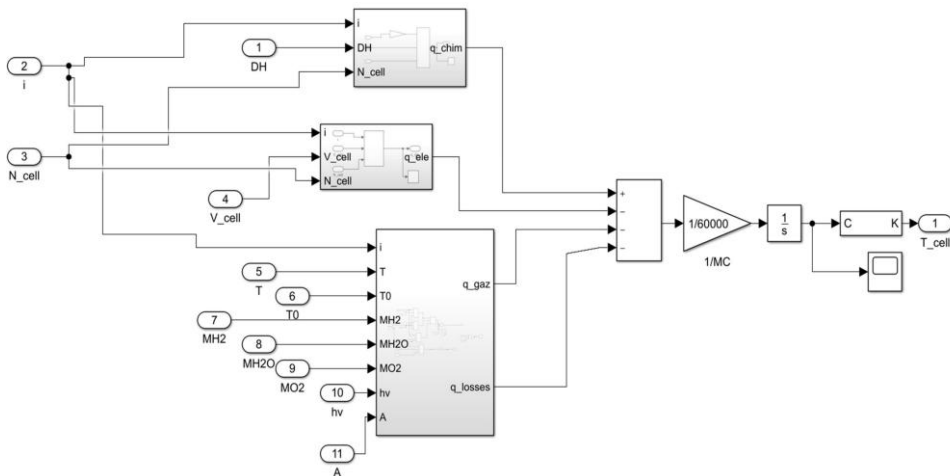 i
DH
N_cell
q_chim
1
DH
2
i
3
N_cell
i
V_cell
N_cell
q_ele
4
V_cell
+
−
−
−
1/60000
1/MC
1
s
C K
1
T_cell
i
T
T0
MH2
MH2O
MO2
hv
A
q_gaz
q_losses
5
T
6
T0
7
MH2
8
MH2O
9
MO2
10
hv
11
A